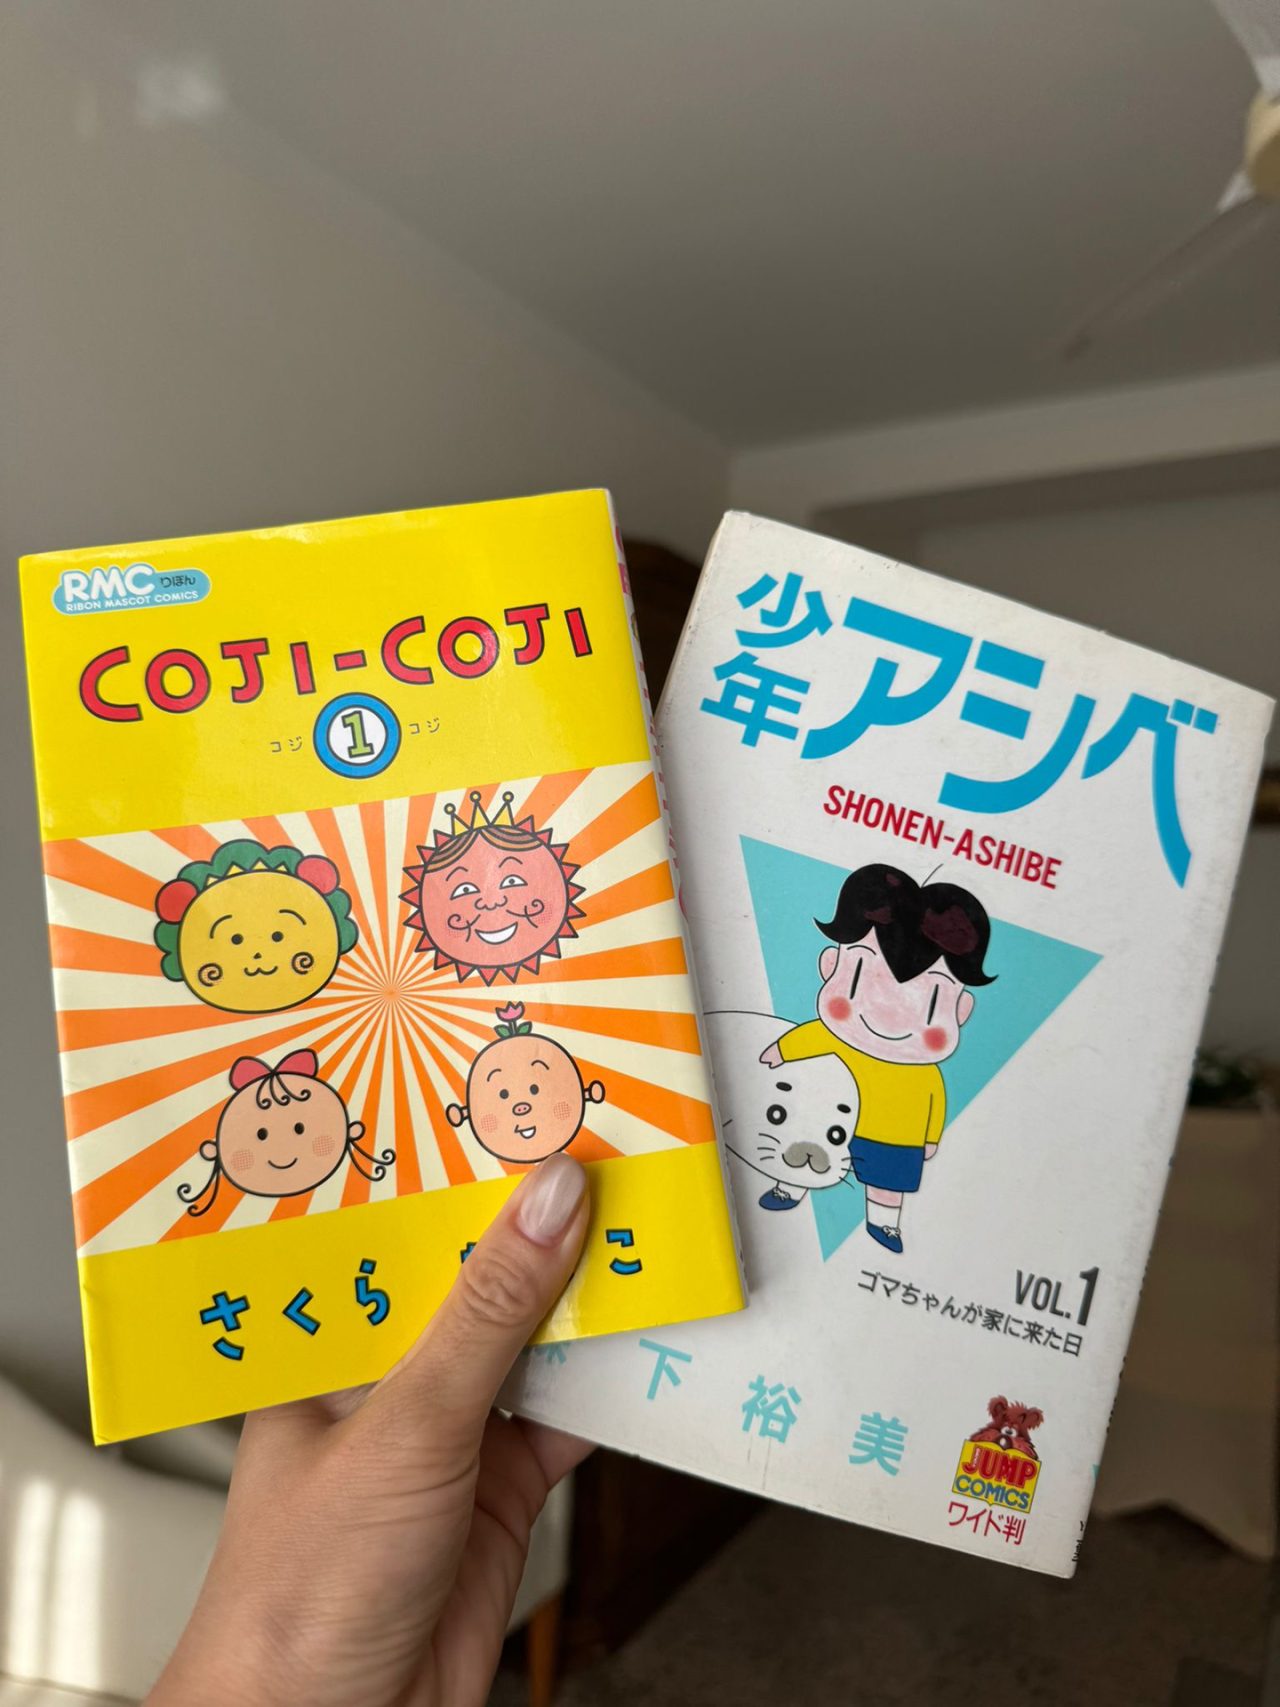 RMC りぼん
RIBON MASCOT COMICS
COJI-COJI
コジ 1 コジ
さくら こ
少年アシベ
SHONEN-ASHIBE
VOL.1
ゴマちゃんが家に来た日
下裕美
JUMP
COMICS
ワイド判